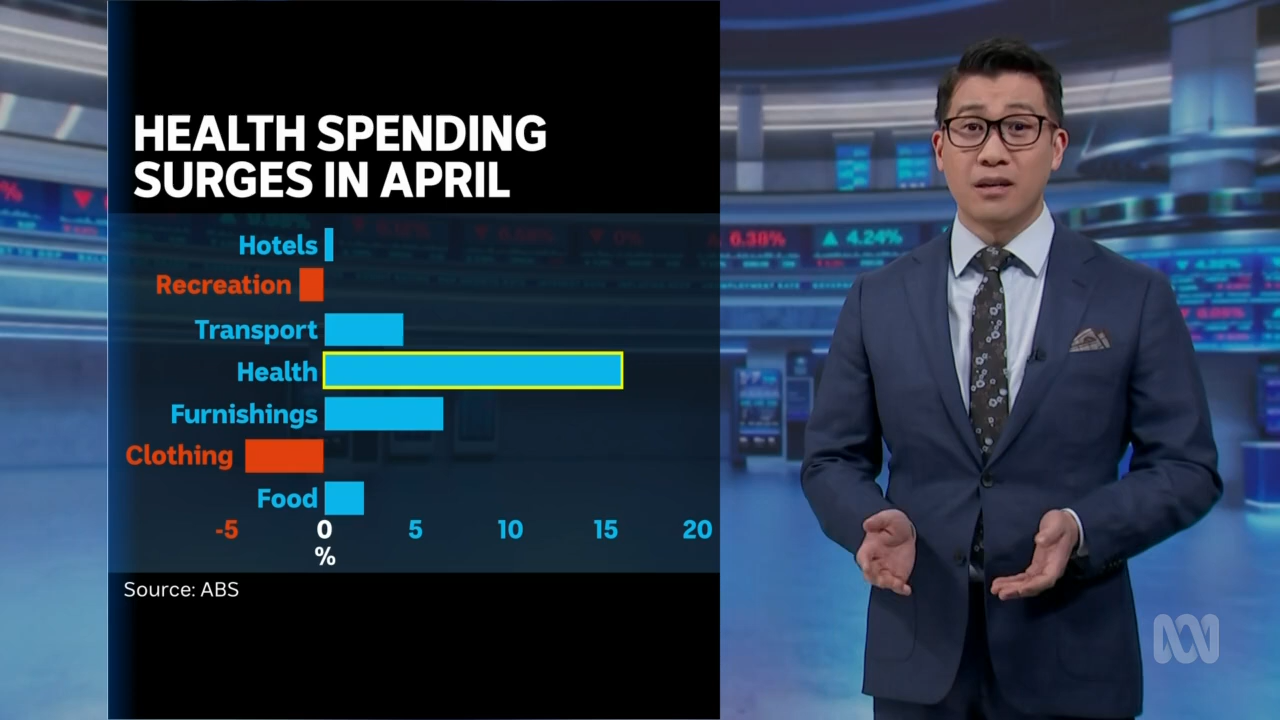 HEALTH SPENDING
SURGES IN APRIL
Hotels
Recreation
Transport
Health
Furnishings
Clothing
Food
-5 0 5 10 15 20
%
Source: ABS
6.38% ▲ 4.24%